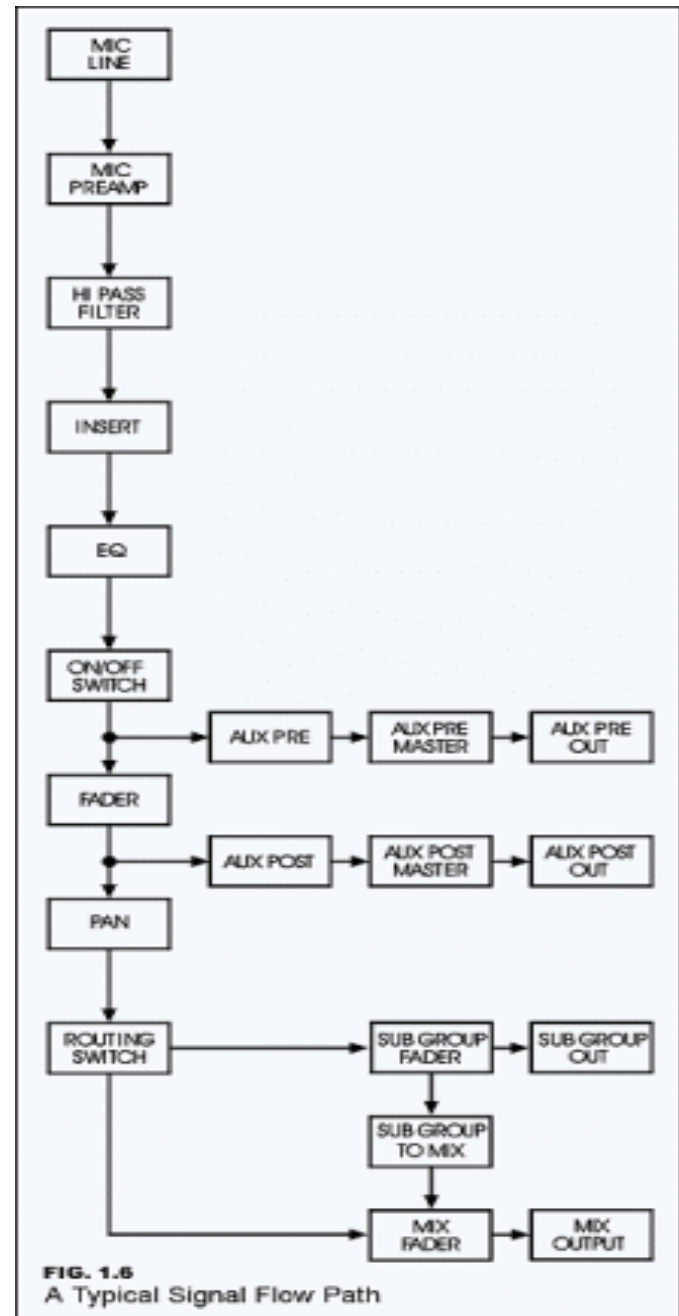 MIC
LINE
MIC
PREAMP
HI PASS
FILTER
INSERT
EQ
ON/OFF
SWITCH
AUX PRE
AUX PRE
MASTER
AUX PRE
OUT
FADER
AUX POST
AUX POST
MASTER
AUX POST
OUT
PAN
ROUTING
SWITCH
SUB GROUP
FADER
SUB GROUP
OUT
SUB GROUP
TO MIX
MIX
FADER
MIX
OUTPUT
FIG. 1.6
A Typical Signal Flow Path